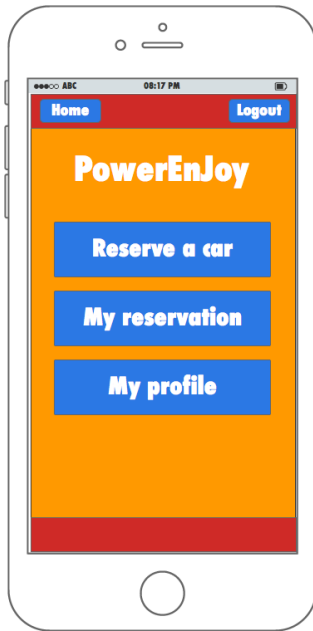 ABC 08:17 PM
Home Logout
PowerEnJoy
Reserve a car
My reservation
My profile